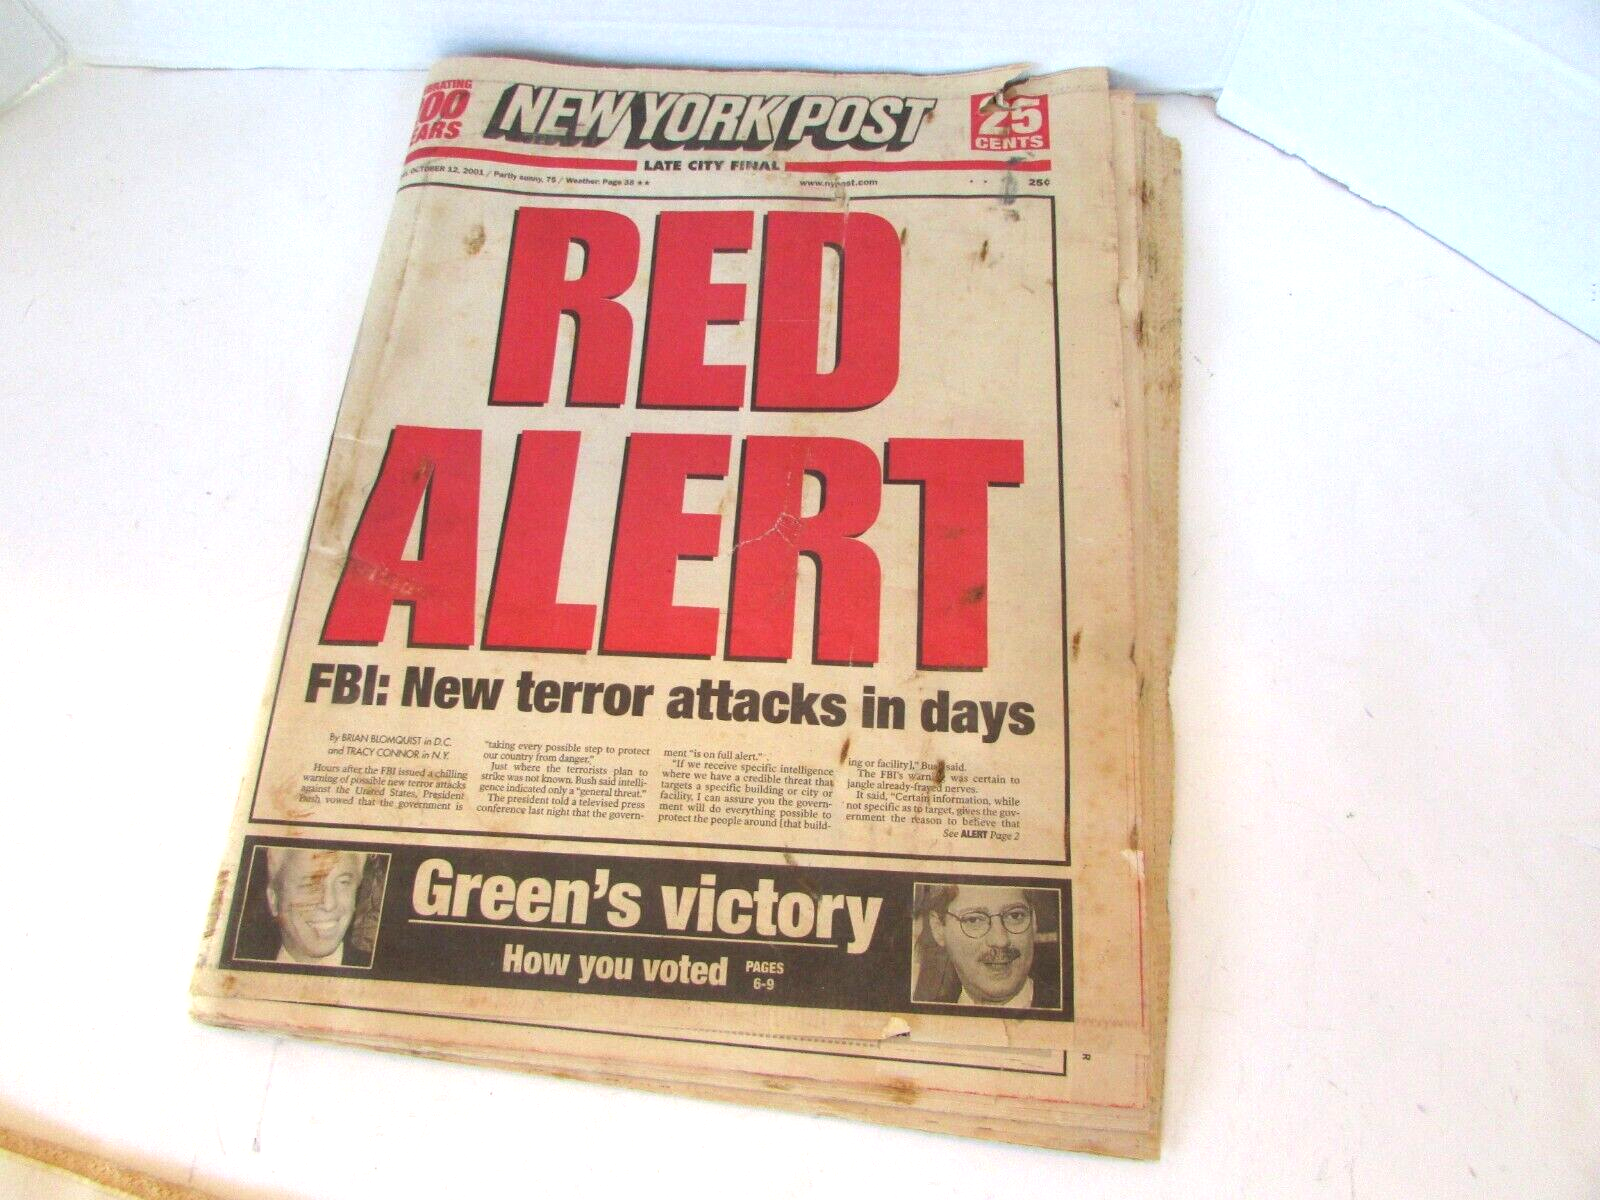 00
NEW YORK POST
25
CENTS
LATE CITY FINAL
OCTOBER 12, 2001 / Partly sunny, 75 / Weather: Page 38 ★★
www.nypost.com
25¢
RED
ALERT
FBI: New terror attacks in days
By BRIAN BLOMQUIST in D.C.
and TRACY CONNOR in N.Y.
Hours after the FBI issued a chilling
warning of possible new terror attacks
against the United States, President
Bush vowed that the government is
"taking every possible step to protect
our country from danger."
Just where the terrorists plan to
strike was not known. Bush said intelli-
gence indicated only a "general threat."
The president told a televised press
conference last night that the govern-
ment "is on full alert."
"If we receive specific intelligence
where we have a credible threat that
targets a specific building or city or
facility, I can assure you the govern-
ment will do everything possible to
protect the people around [that build-
ing or facility]," Bush said.
The FBI's warning was certain to
jangle already-frayed nerves.
It said, "Certain information, while
not specific as to target, gives the gov-
ernment the reason to believe that
See ALERT Page 2
Green's victory
How you voted
PAGES
6-9
R